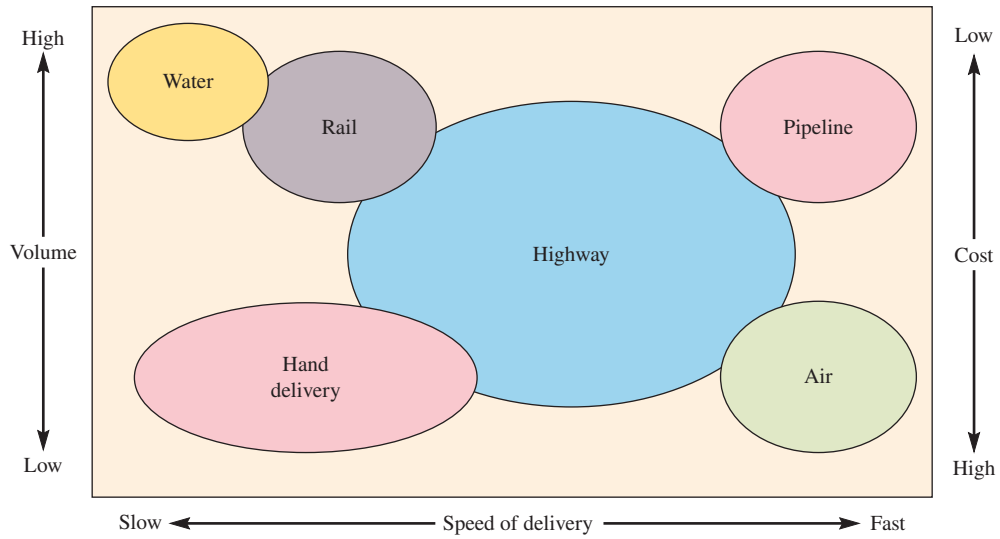 High
Low
Water
Rail
Pipeline
Volume
Highway
Cost
Hand
delivery
Air
Low
High
Slow
Speed of delivery
Fast